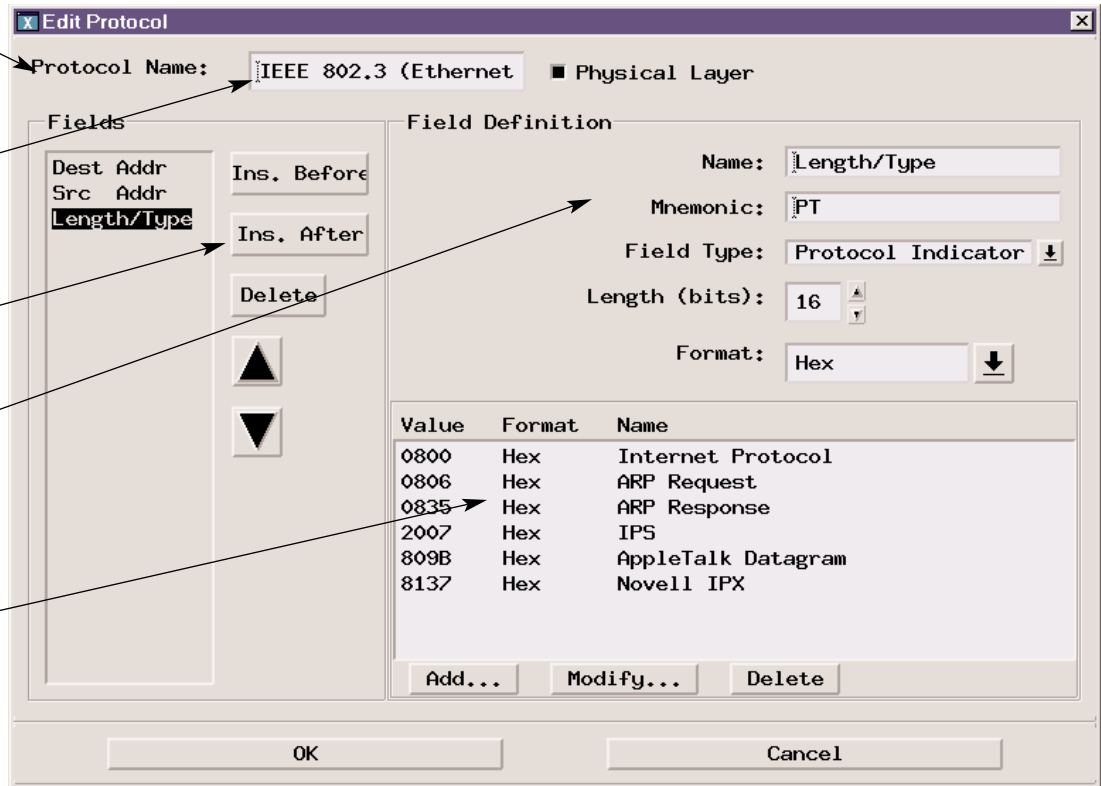 X Edit Protocol
Protocol Name: IEEE 802.3 (Ethernet Physical Layer
Fields
Dest Addr
Src Addr
Length/Type
Ins. Before
Ins. After
Delete
Field Definition
Name: Length/Type
Mnemonic: PT
Field Type: Protocol Indicator
Length (bits): 16
Format: Hex
Value Format Name
0800 Hex Internet Protocol
0806 Hex ARP Request
0835 Hex ARP Response
2007 Hex IPS
809B Hex AppleTalk Datagram
8137 Hex Novell IPX
Add... Modify... Delete
OK Cancel